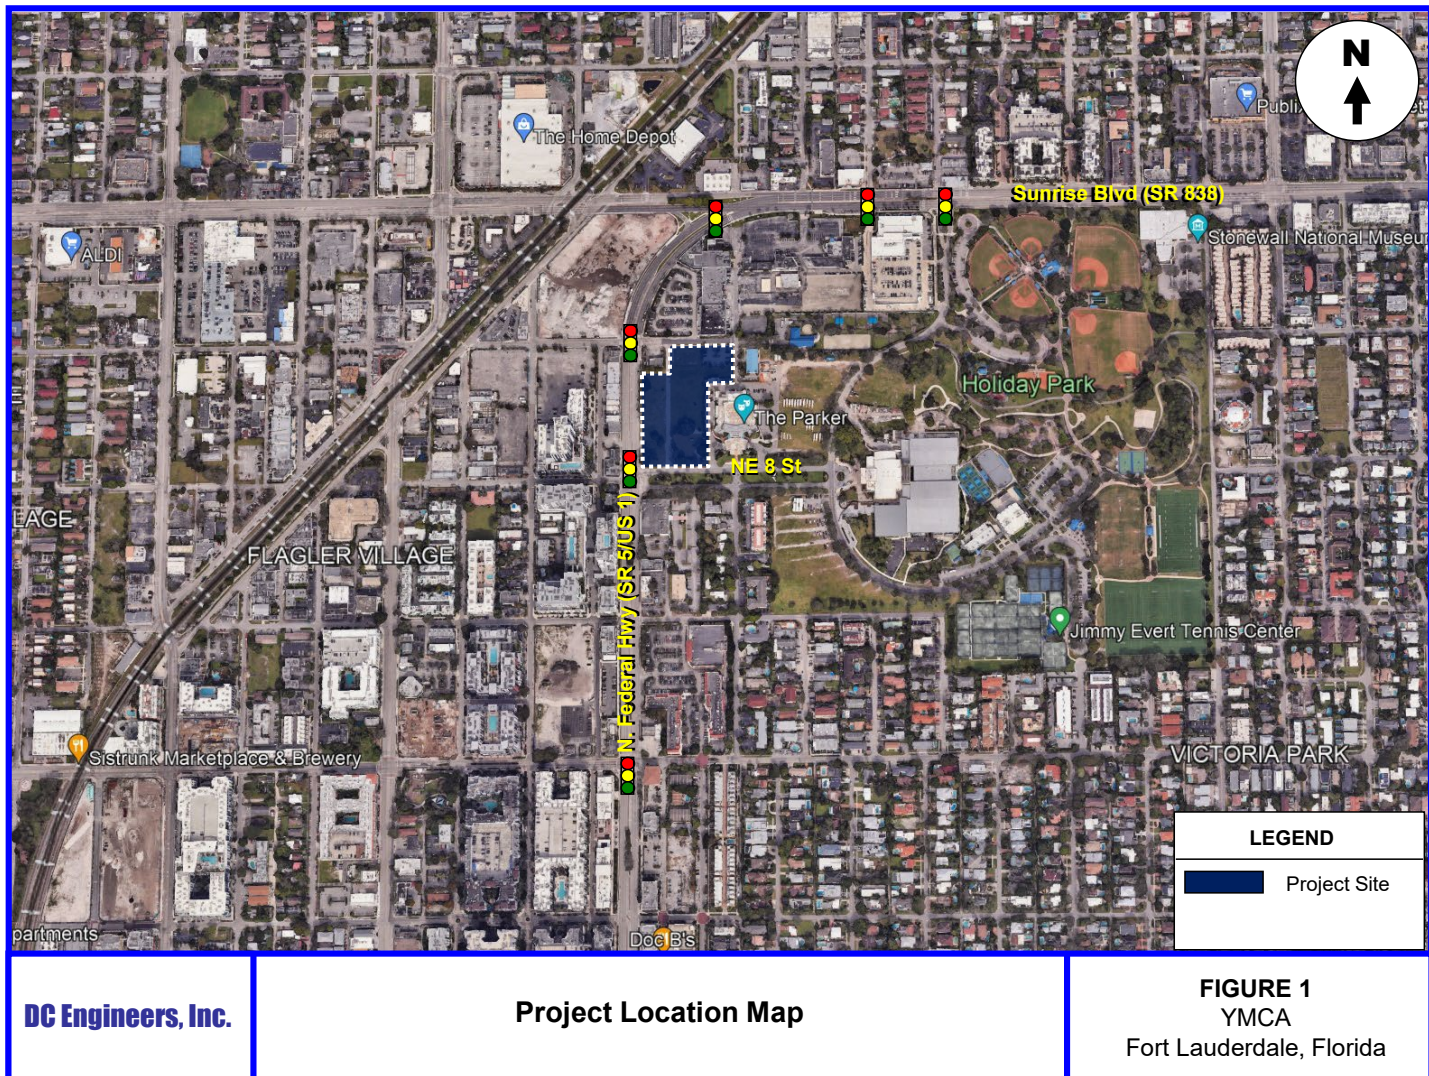 N
The Home Depot
Publix
Sunrise Blvd (SR 838)
Stonewall National Museum
ALDI
Holiday Park
The Parker
NE 8 St
LAGE
FLAGLER VILLAGE
N. Federal Hwy (SR 5/US 1)
Jimmy Evert Tennis Center
Sistrunk Marketplace & Brewery
VICTORIA PARK
LEGEND
Project Site
partments
Doc B's
DC Engineers, Inc.
Project Location Map
FIGURE 1
YMCA
Fort Lauderdale, Florida